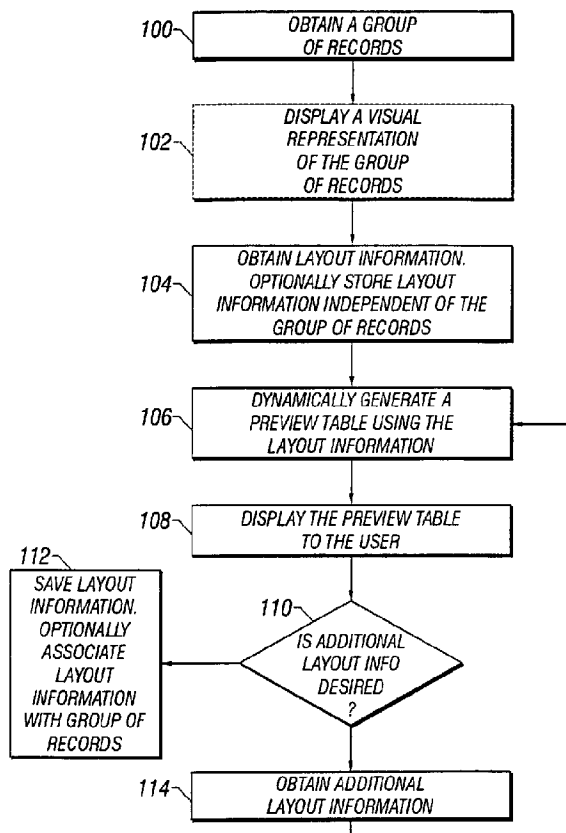 100
OBTAIN A GROUP
OF RECORDS
102
DISPLAY A VISUAL
REPRESENTATION
OF THE GROUP
OF RECORDS
104
OBTAIN LAYOUT INFORMATION.
OPTIONALLY STORE LAYOUT
INFORMATION INDEPENDENT OF THE
GROUP OF RECORDS
106
DYNAMICALLY GENERATE A
PREVIEW TABLE USING THE
LAYOUT INFORMATION
108
DISPLAY THE PREVIEW TABLE
TO THE USER
112
SAVE LAYOUT
INFORMATION.
OPTIONALLY
ASSOCIATE
LAYOUT
INFORMATION
WITH GROUP OF
RECORDS
110
IS ADDITIONAL
LAYOUT INFO
DESIRED
?
114
OBTAIN ADDITIONAL
LAYOUT INFORMATION